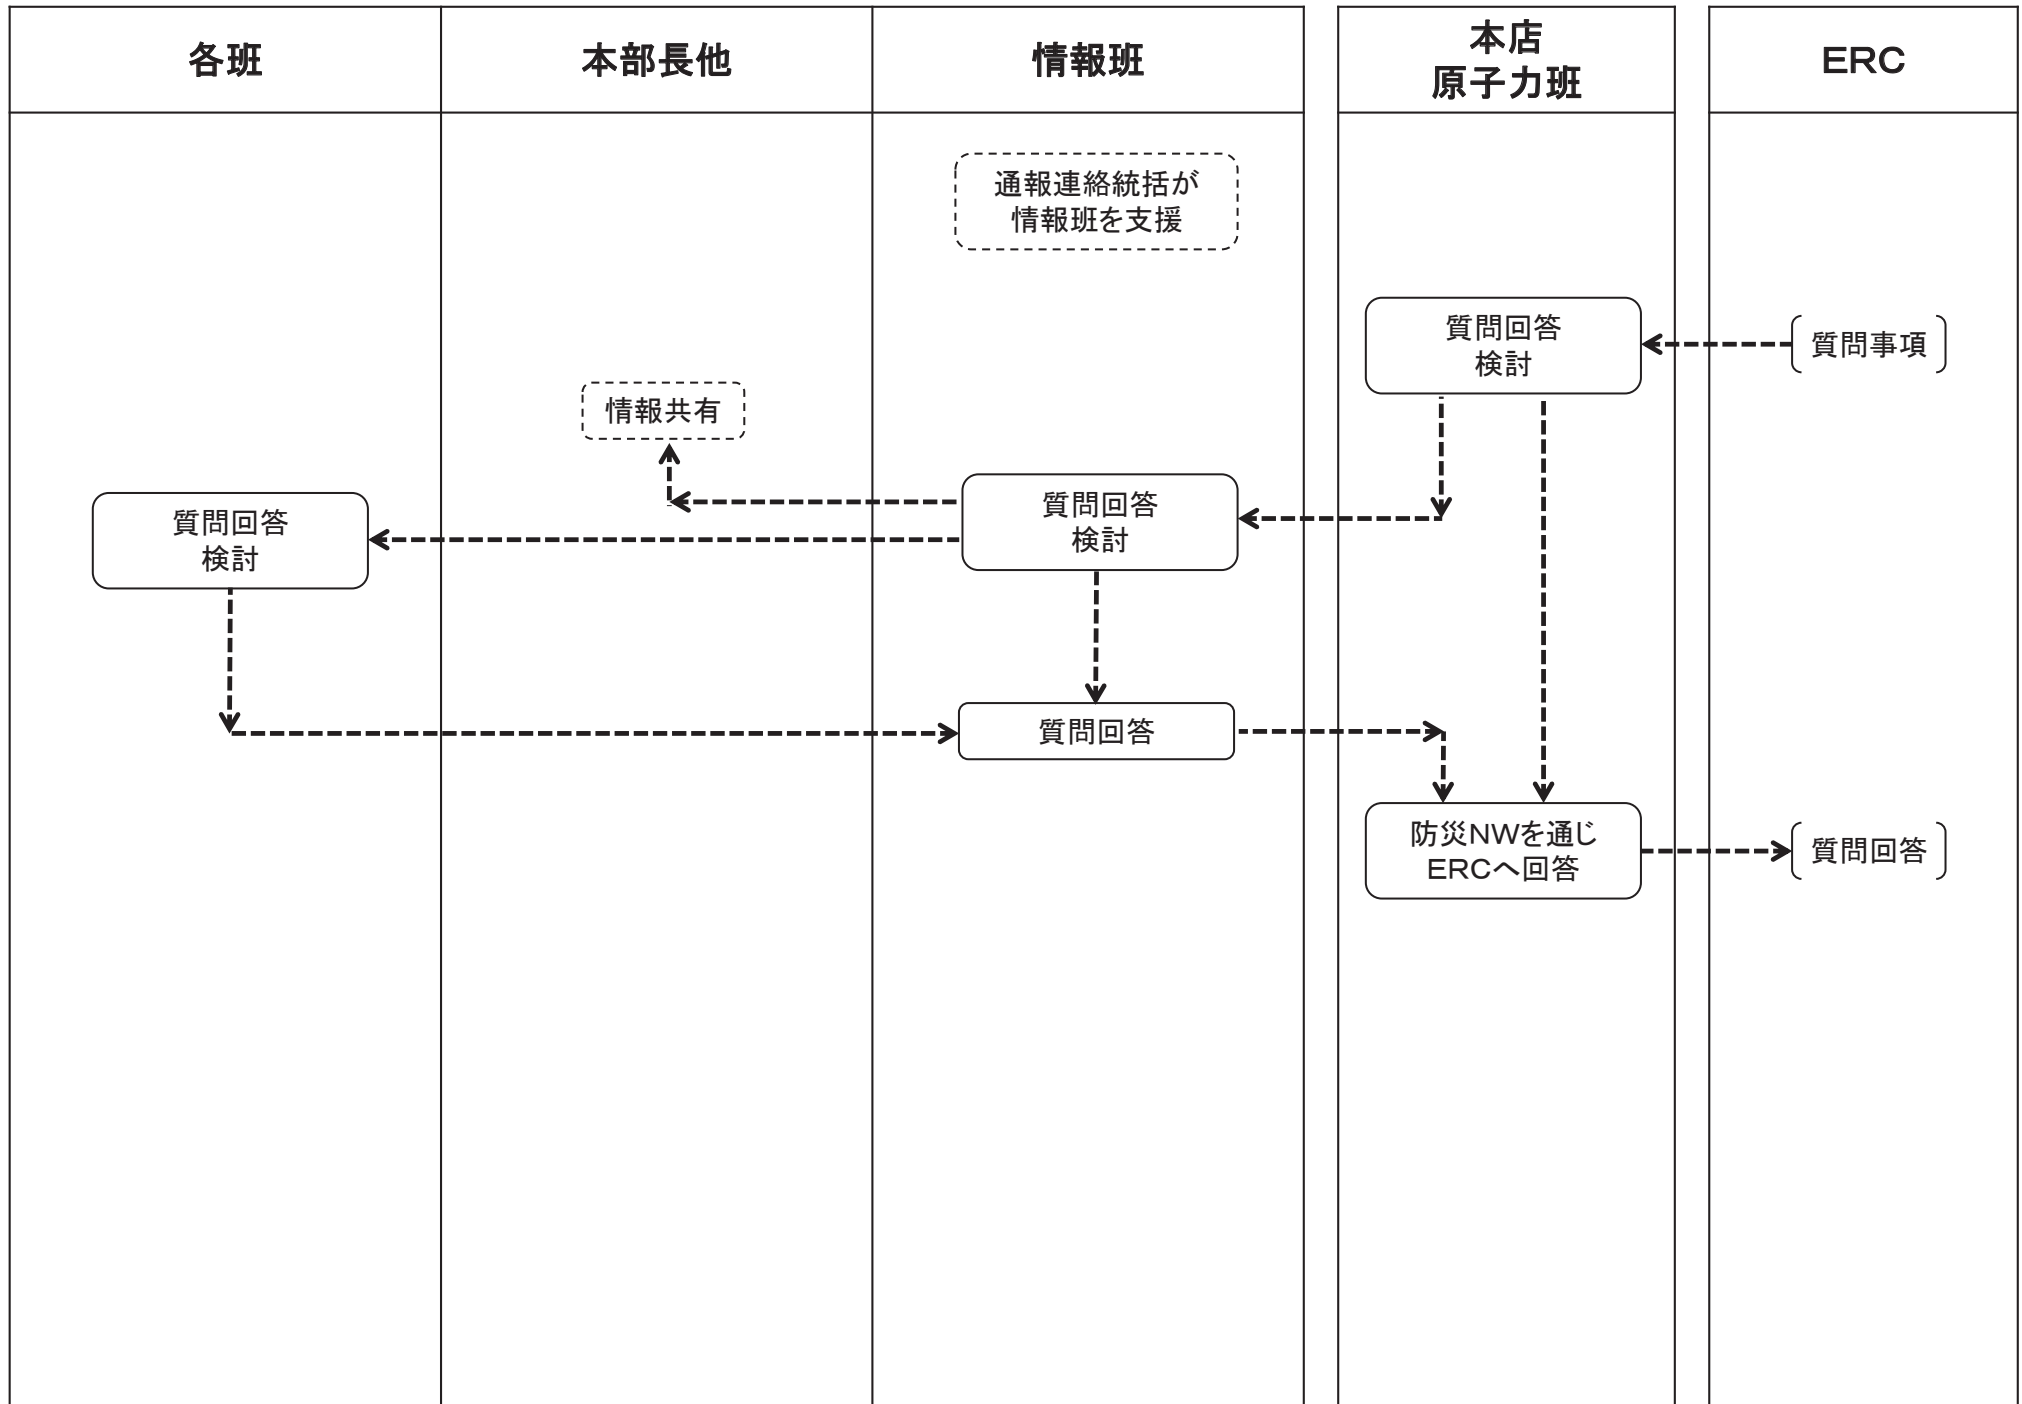 各班
本部長他
情報班
本店
原子力班
ERC
通報連絡統括が
情報班を支援
質問回答
検討
質問事項
情報共有
質問回答
検討
質問回答
検討
質問回答
防災NWを通じ
ERCへ回答
質問回答